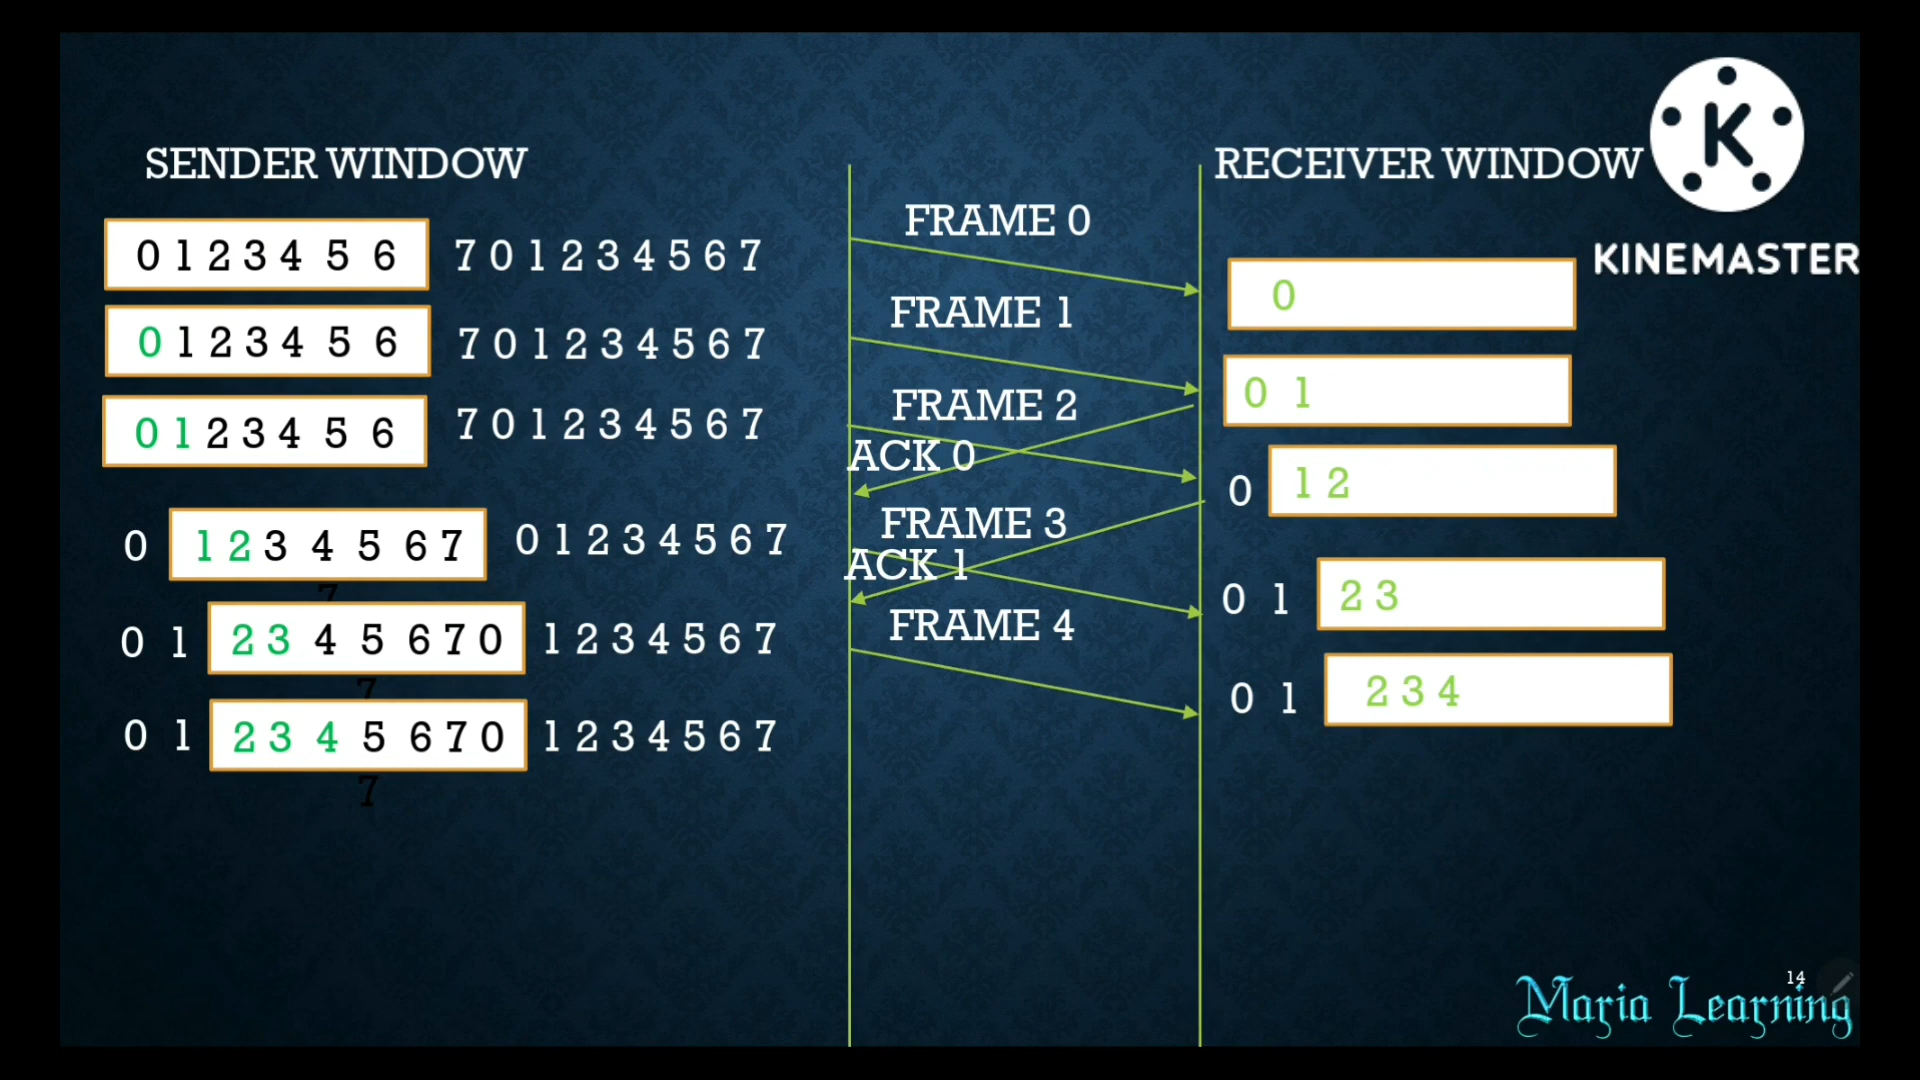 SENDER WINDOW
RECEIVER WINDOW
K
KINEMASTER
0 1 2 3 4 5 6 7 0 1 2 3 4 5 6 7
FRAME 0
0
0 1 2 3 4 5 6 7 0 1 2 3 4 5 6 7
FRAME 1
0 1
0 1 2 3 4 5 6 7 0 1 2 3 4 5 6 7
FRAME 2
ACK 0
0 1 2
0 1 2 3 4 5 6 7 0 1 2 3 4 5 6 7
7
FRAME 3
ACK 1
0 1 2 3
0 1 2 3 4 5 6 7 0 1 2 3 4 5 6 7
7
FRAME 4
0 1 2 3 4
0 1 2 3 4 5 6 7 0 1 2 3 4 5 6 7
7
14
Maria Learning